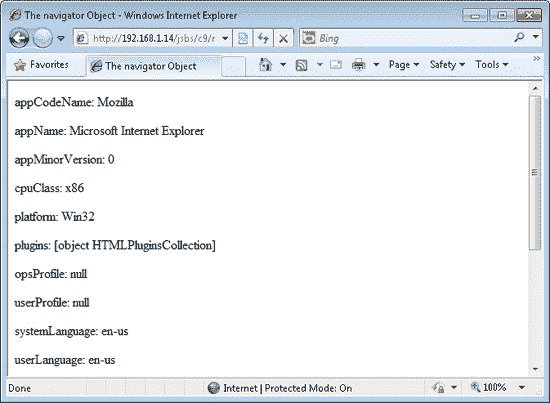 The navigator Object - Windows Internet Explorer
http://192.168.1.14/jsbs/c9/r
Bing
Favorites
The navigator Object
Page
Safety
Tools
appCodeName: Mozilla
appName: Microsoft Internet Explorer
appMinorVersion: 0
cpuClass: x86
platform: Win32
plugins: [object HTMLPluginsCollection]
opsProfile: null
userProfile: null
systemLanguage: en-us
userLanguage: en-us
Done
Internet | Protected Mode: On
100%